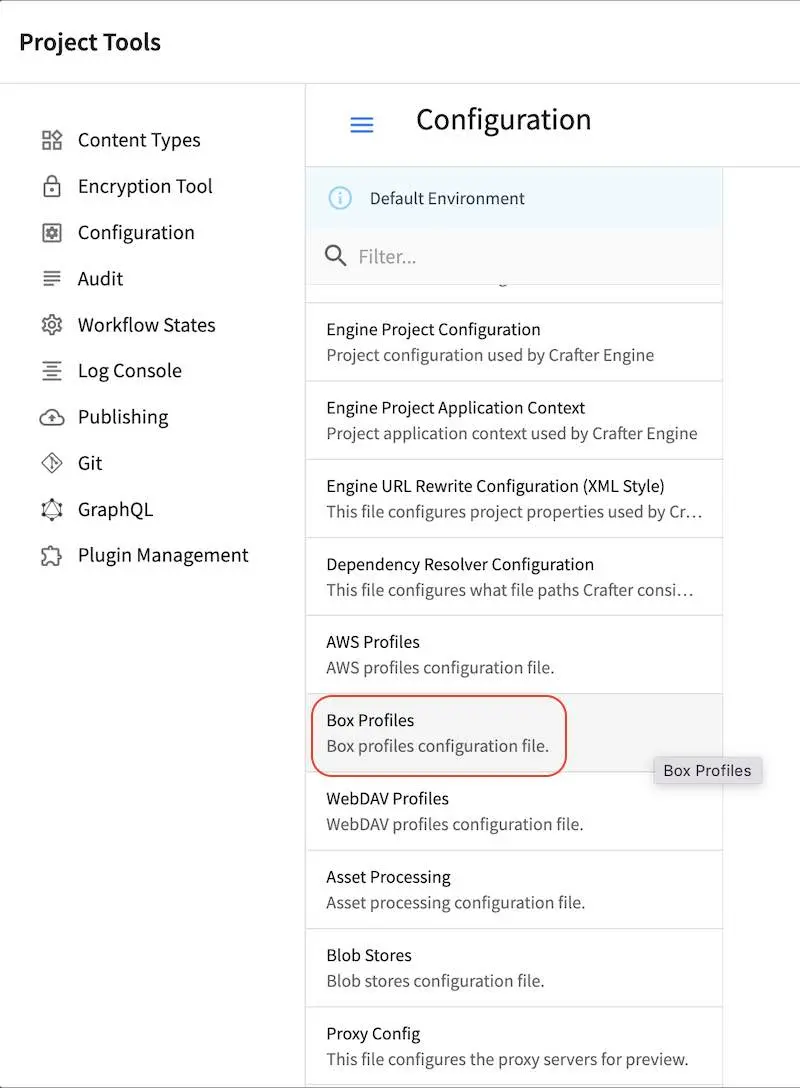 Project Tools
Content Types
Encryption Tool
Configuration
Audit
Workflow States
Log Console
Publishing
Git
GraphQL
Plugin Management
Configuration
Default Environment
Filter...
Engine Project Configuration
Project configuration used by Crafter Engine
Engine Project Application Context
Project application context used by Crafter Engine
Engine URL Rewrite Configuration (XML Style)
This file configures project properties used by Cr…
Dependency Resolver Configuration
This file configures what file paths Crafter consi…
AWS Profiles
AWS profiles configuration file.
Box Profiles
Box profiles configuration file.
Box Profiles
WebDAV Profiles
WebDAV profiles configuration file.
Asset Processing
Asset processing configuration file.
Blob Stores
Blob stores configuration file.
Proxy Config
This file configures the proxy servers for preview.